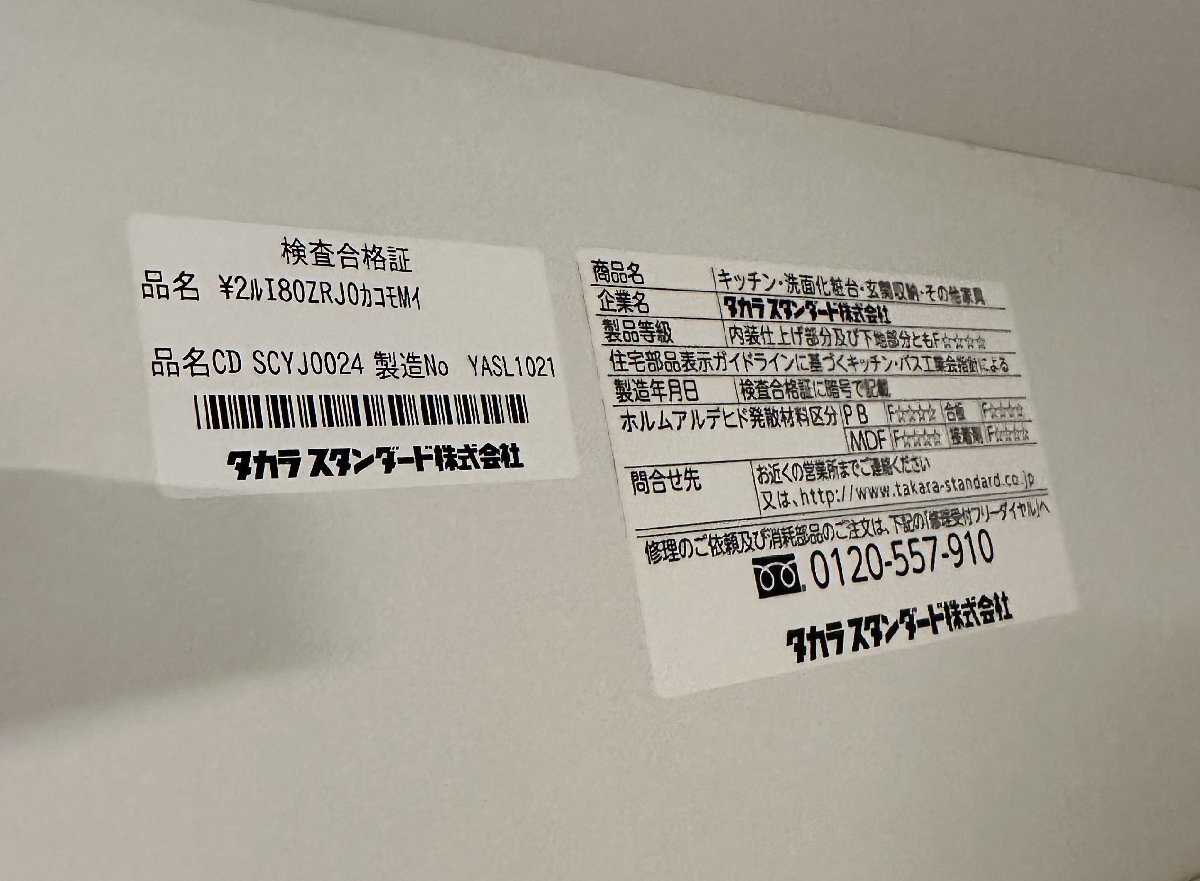 検査合格証
品名 ¥2ﾙI80ZRJ0ｶｺﾓMｲ
品名CD SCYJ0024 製造No YASL1021
タカラスタンダード株式会社
商品名 キッチン・洗面化粧台・玄関収納・その他家具
企業名 タカラスタンダード株式会社
製品等級 内装仕上げ部分及び下地部分ともF☆☆☆☆
住宅部品表示ガイドラインに基づくキッチン・バス工業会指針による
製造年月日 検査合格証に暗号で記載
ホルムアルデヒド発散材料区分 PB F☆☆☆☆ 合板 F☆☆☆☆
MDF F☆☆☆☆ 接着剤 F☆☆☆☆
問合せ先 お近くの営業所までご連絡ください
又は、http://www.takara-standard.co.jp
修理のご依頼及び消耗部品のご注文は、下記の「修理受付フリーダイヤル」へ
0120-557-910
タカラスタンダード株式会社